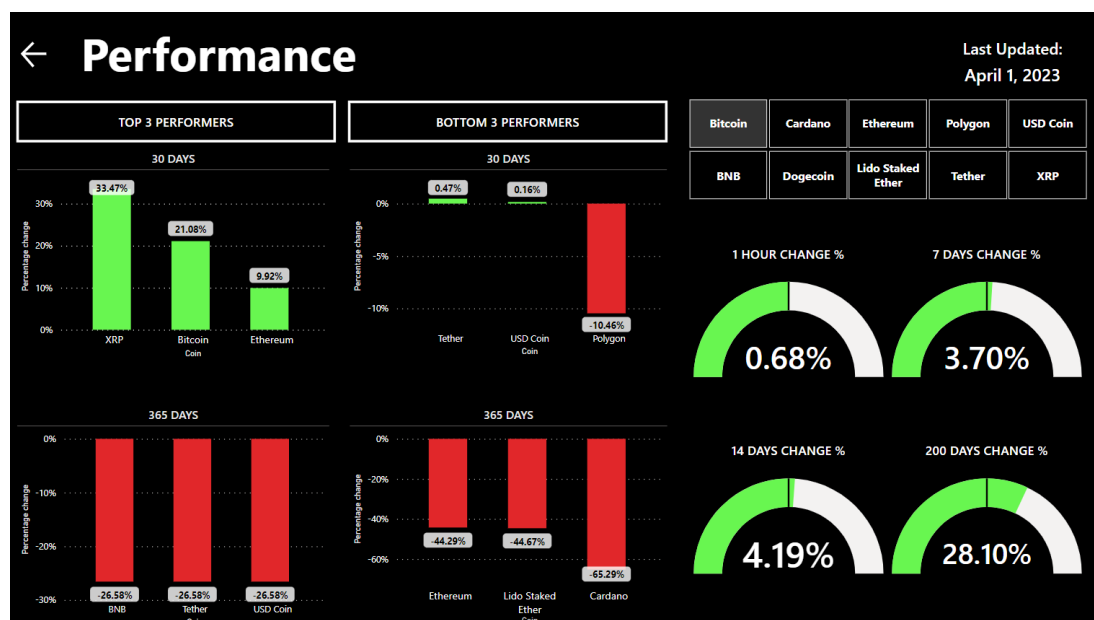 Performance
Last Updated:
April 1, 2023
TOP 3 PERFORMERS
BOTTOM 3 PERFORMERS
Bitcoin
Cardano
Ethereum
Polygon
USD Coin
BNB
Dogecoin
Lido Staked
Ether
Tether
XRP
30 DAYS
Percentage change
30%
20%
10%
0%
33.47%
21.08%
9.92%
XRP
Bitcoin
Ethereum
Coin
30 DAYS
Percentage change
0%
-5%
-10%
0.47%
0.16%
-10.46%
Tether
USD Coin
Polygon
Coin
1 HOUR CHANGE %
0.68%
7 DAYS CHANGE %
3.70%
365 DAYS
Percentage change
0%
-10%
-20%
-30%
-26.58%
-26.58%
-26.58%
BNB
Tether
USD Coin
365 DAYS
Percentage change
0%
-20%
-40%
-60%
-44.29%
-44.67%
-65.29%
Ethereum
Lido Staked
Ether
Cardano
14 DAYS CHANGE %
4.19%
200 DAYS CHANGE %
28.10%